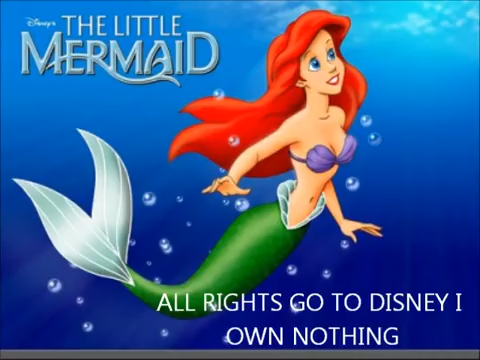 Disney's
THE LITTLE
MERMAID
ALL RIGHTS GO TO DISNEY I
OWN NOTHING